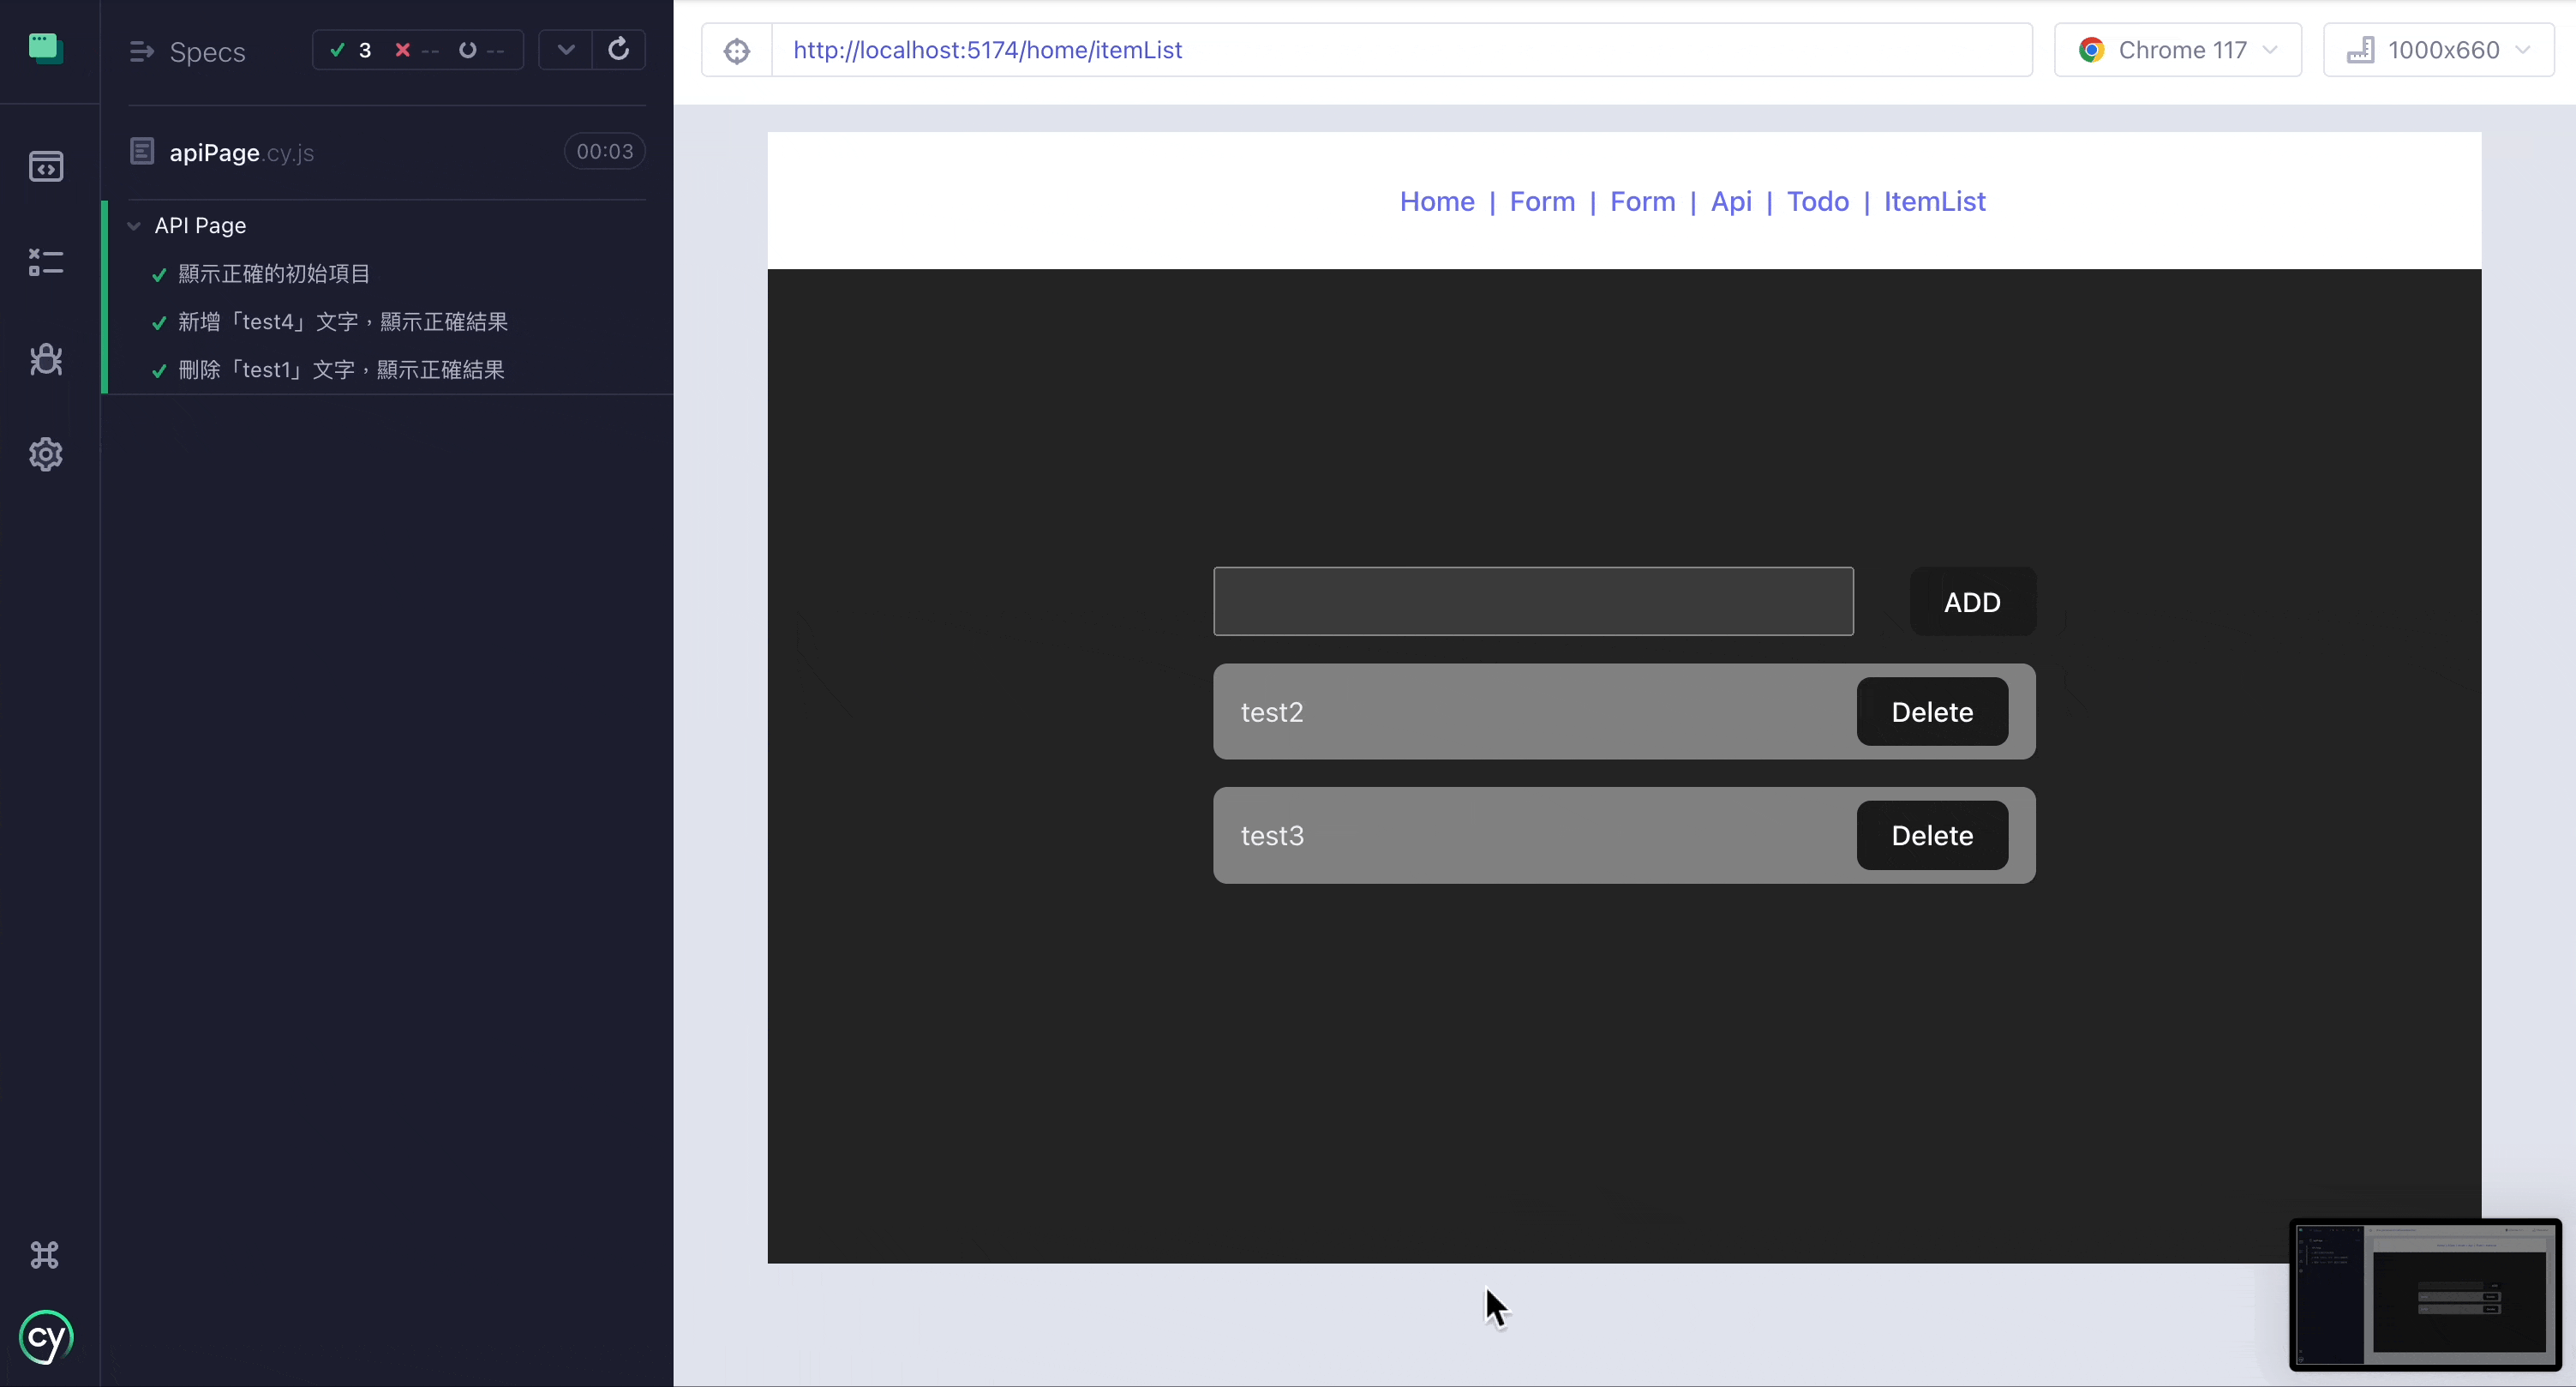 Specs
3 -- --
apiPage.cy.js
00:03
API Page
顯示正確的初始項目
新增「test4」文字，顯示正確結果
刪除「test1」文字，顯示正確結果
cy
http://localhost:5174/home/itemList
Chrome 117
1000x660
Home | Form | Form | Api | Todo | ItemList
ADD
test2
Delete
test3
Delete